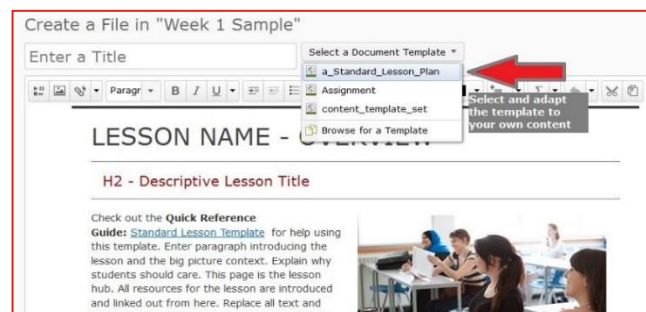 Create a File in "Week 1 Sample"
Enter a Title
Select a Document Template
a_Standard_Lesson_Plan
Assignment
content_template_set
Browse for a Template
Paragr
B I U
Select and adapt
the template to
your own content
LESSON NAME -
H2 - Descriptive Lesson Title
Check out the Quick Reference
Guide: Standard Lesson Template for help using
this template. Enter paragraph introducing the
lesson and the big picture context. Explain why
students should care. This page is the lesson
hub. All resources for the lesson are introduced
and linked out from here. Replace all text and